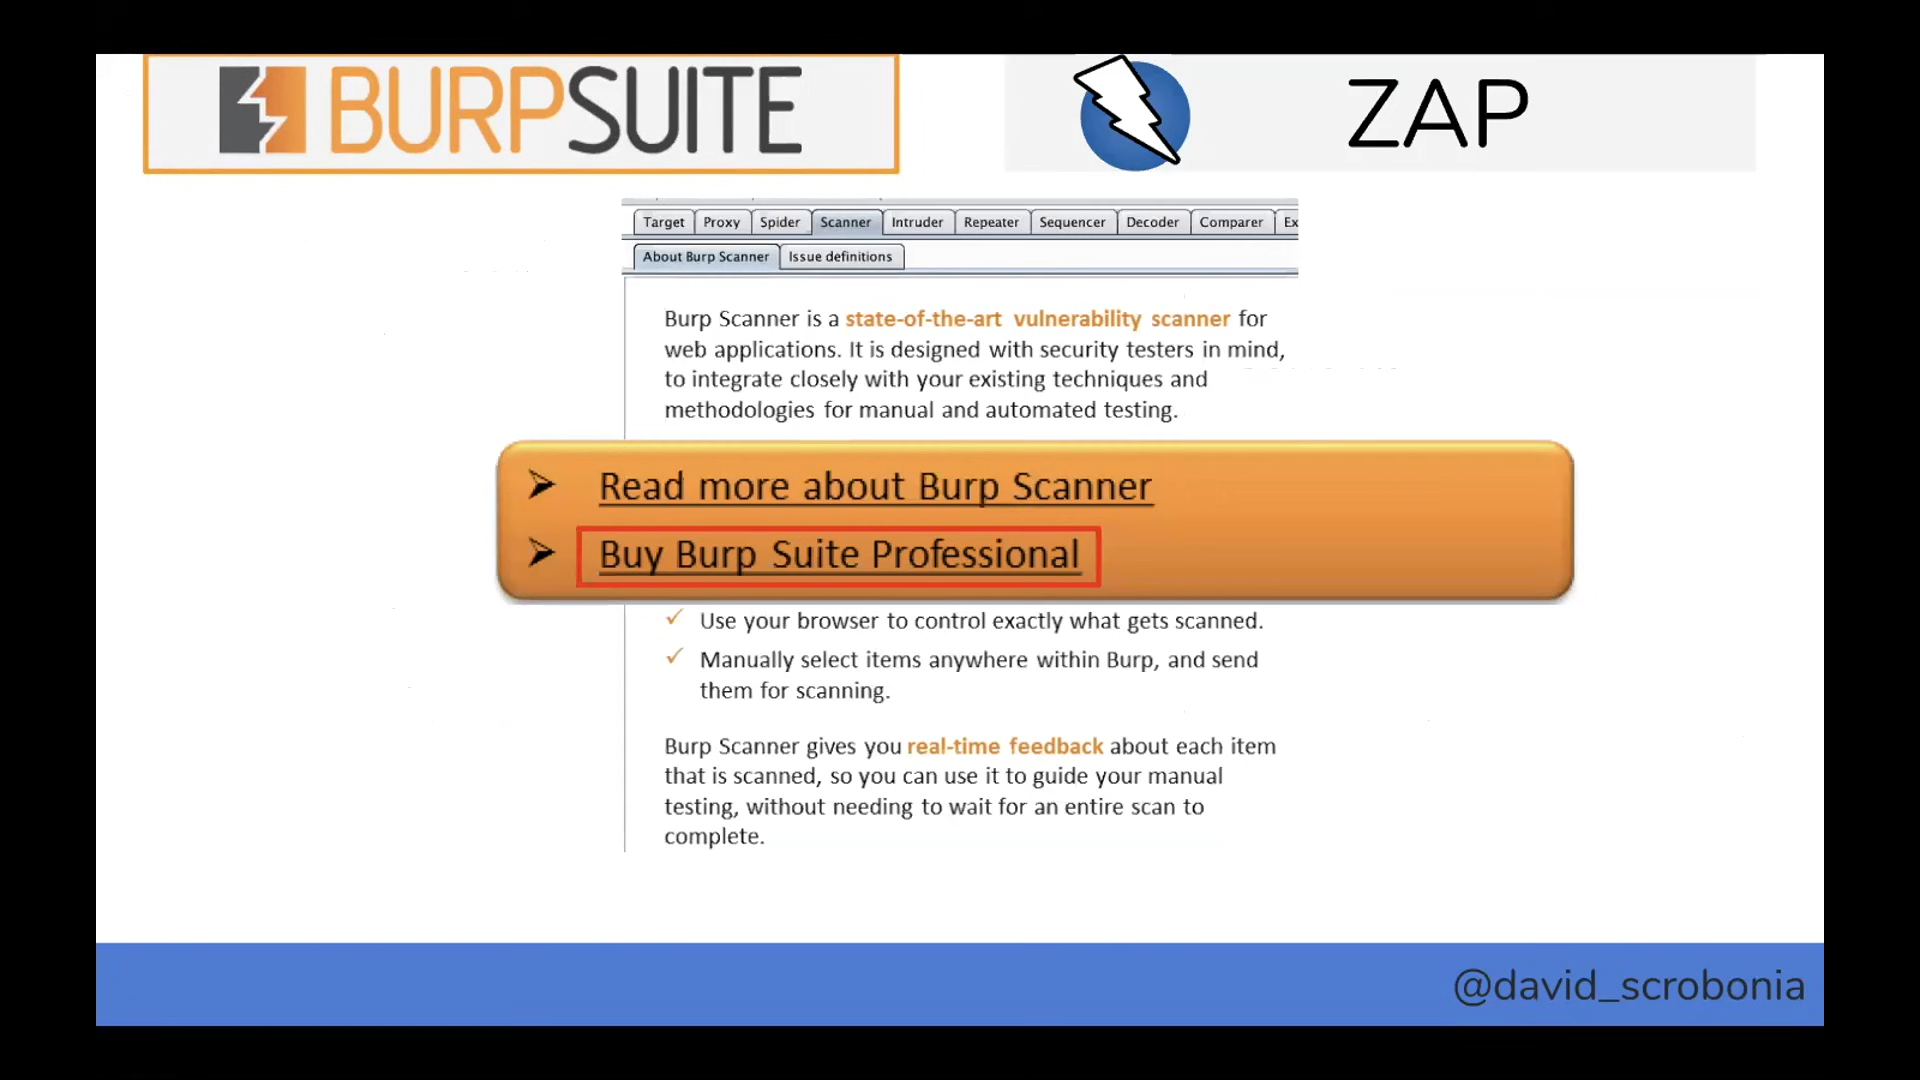 BURPSUITE
ZAP
Target Proxy Spider Scanner Intruder Repeater Sequencer Decoder Comparer Ex
About Burp Scanner Issue definitions
Burp Scanner is a state-of-the-art vulnerability scanner for
web applications. It is designed with security testers in mind,
to integrate closely with your existing techniques and
methodologies for manual and automated testing.
➤ Read more about Burp Scanner
➤ Buy Burp Suite Professional
✓ Use your browser to control exactly what gets scanned.
✓ Manually select items anywhere within Burp, and send
them for scanning.
Burp Scanner gives you real-time feedback about each item
that is scanned, so you can use it to guide your manual
testing, without needing to wait for an entire scan to
complete.
@david_scrobonia